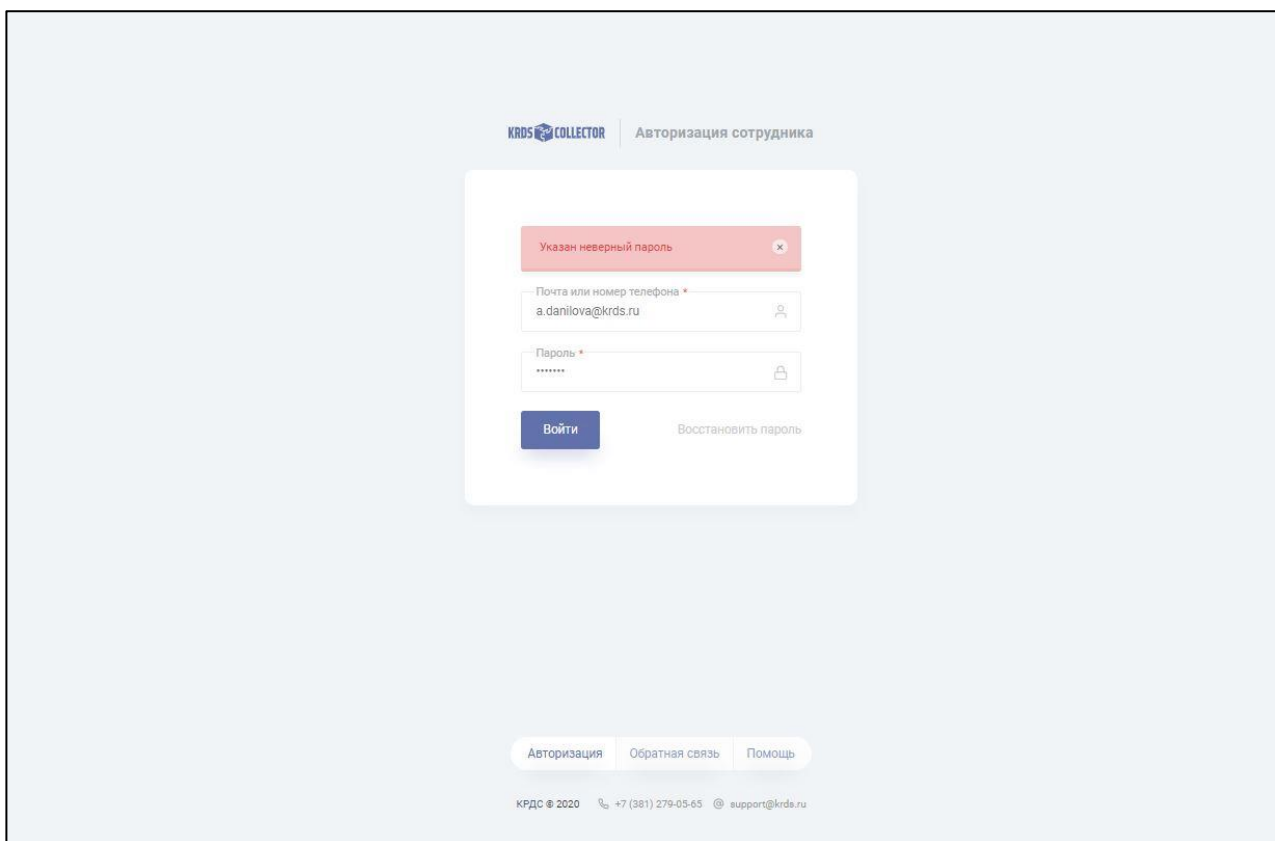 KRDS COLLECTOR Авторизация сотрудника
Указан неверный пароль
Почта или номер телефона *
a.danilova@krds.ru
Пароль *
•••••••
Войти Восстановить пароль
Авторизация Обратная связь Помощь
КРДС © 2020 +7 (381) 279-05-65 support@krds.ru